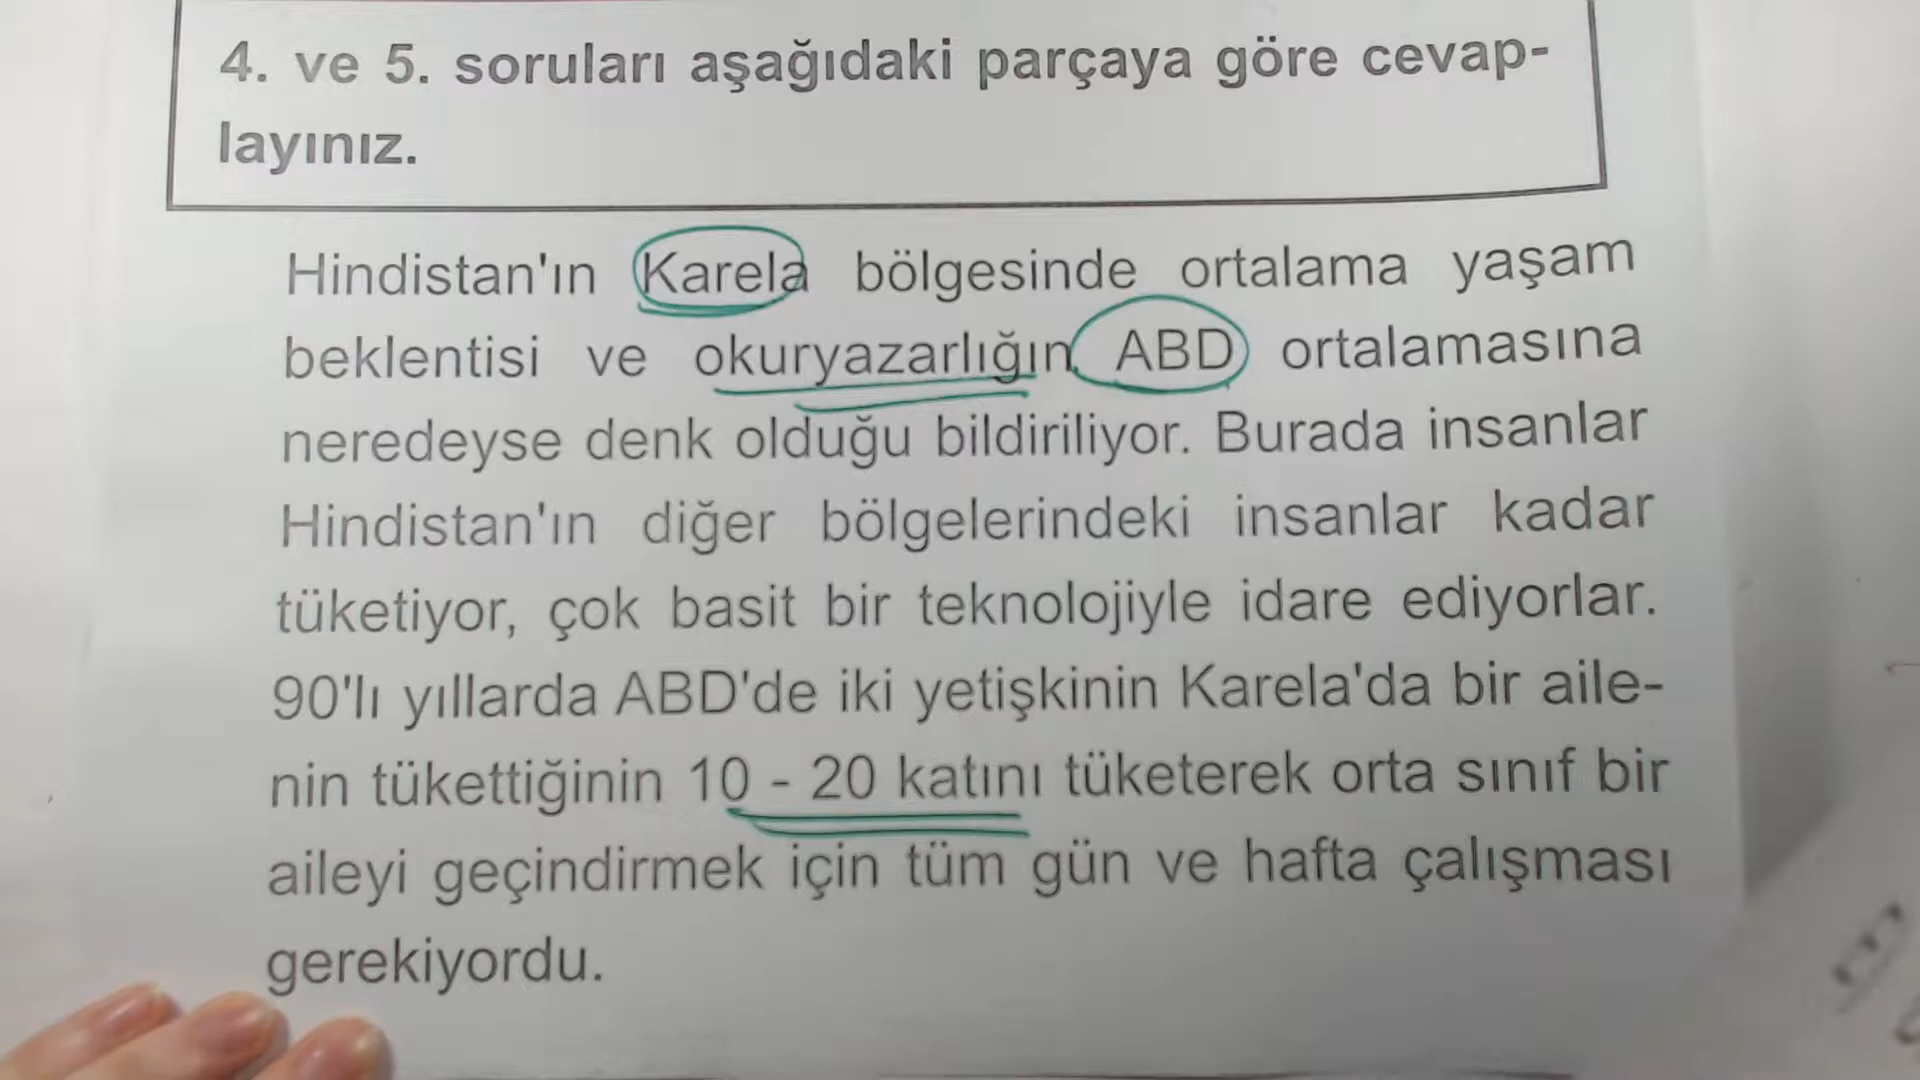 4. ve 5. soruları aşağıdaki parçaya göre cevap-
layınız.
Hindistan'ın Karela bölgesinde ortalama yaşam
beklentisi ve okuryazarlığın ABD ortalamasına
neredeyse denk olduğu bildiriliyor. Burada insanlar
Hindistan'ın diğer bölgelerindeki insanlar kadar
tüketiyor, çok basit bir teknolojiyle idare ediyorlar.
90'lı yıllarda ABD'de iki yetişkinin Karela'da bir aile-
nin tükettiğinin 10 - 20 katını tüketerek orta sınıf bir
aileyi geçindirmek için tüm gün ve hafta çalışması
gerekiyordu.